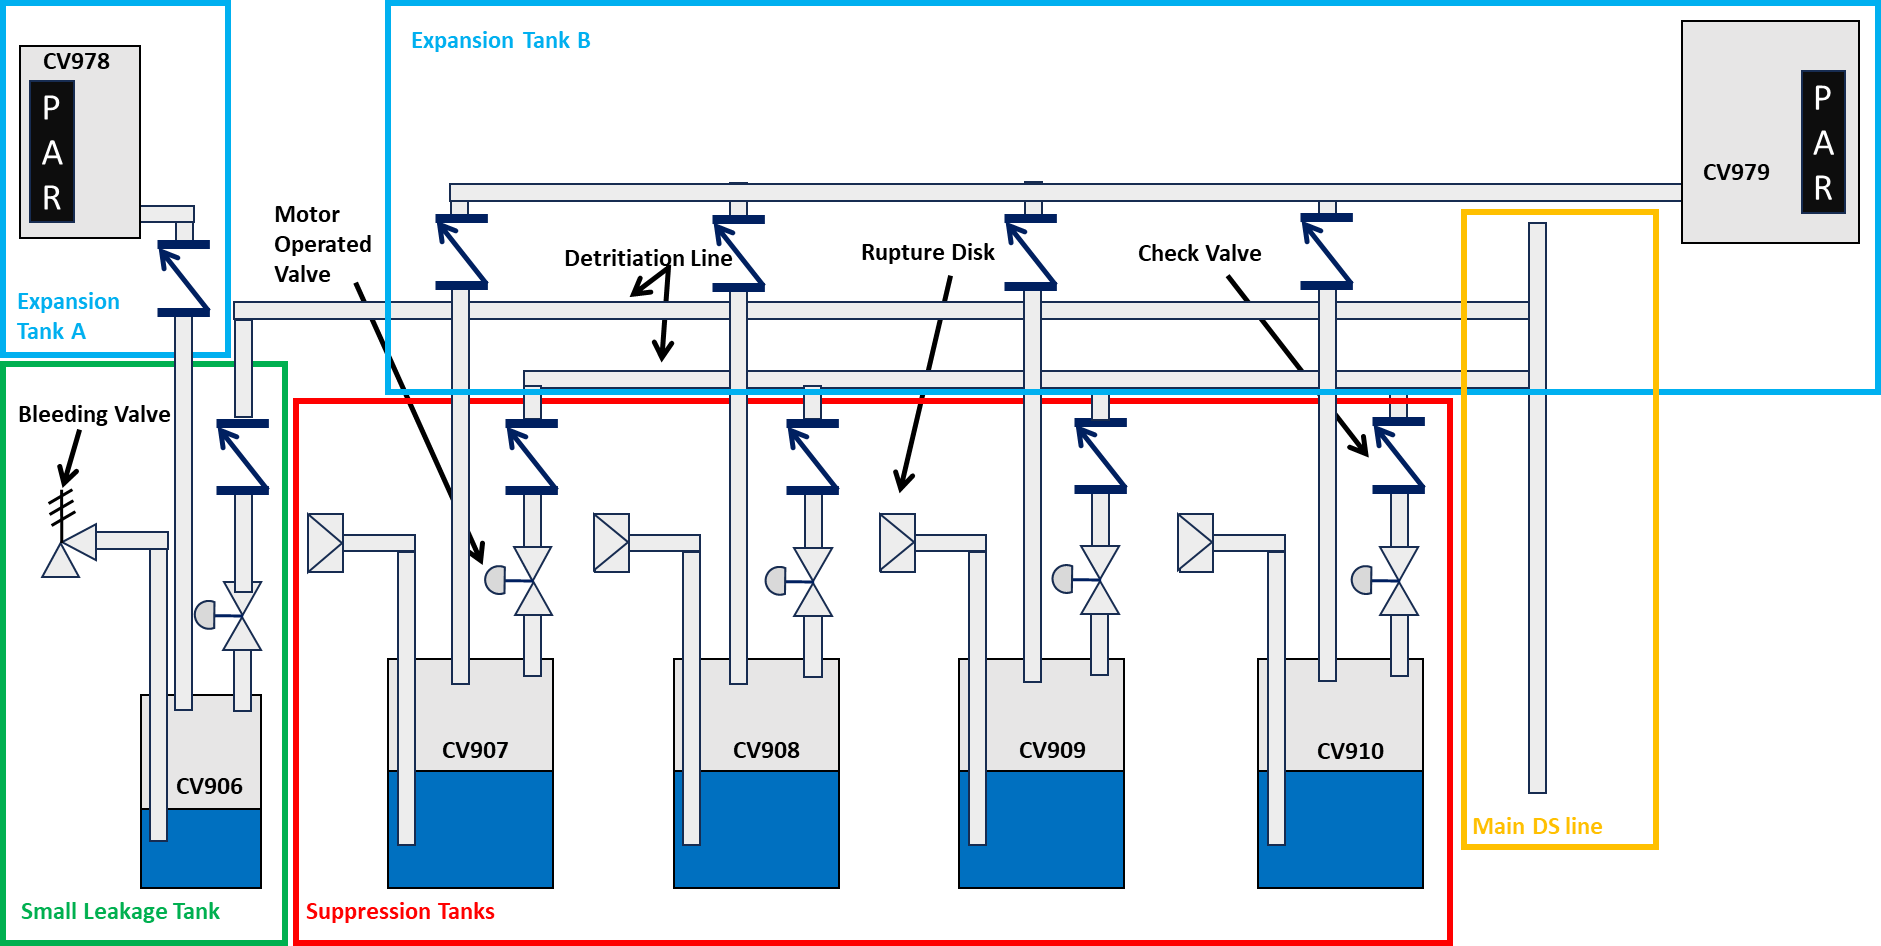 Expansion Tank B
CV978
P
A
R
P
A
R
CV979
Motor
Operated
Valve
Detritiation Line
Rupture Disk
Check Valve
Expansion
Tank A
Bleeding Valve
CV906
CV907
CV908
CV909
CV910
Main DS line
Small Leakage Tank
Suppression Tanks